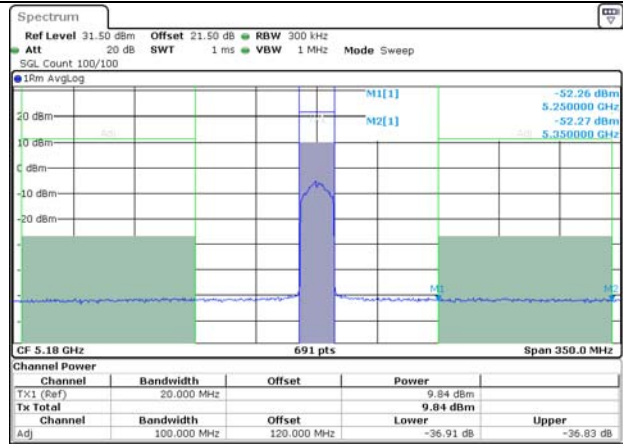 Spectrum
Ref Level 31.50 dBm Offset 21.50 dB RBW 300 kHz
Att 20 dB SWT 1 ms VBW 1 MHz Mode Sweep
SGL Count 100/100
1Rm AvgLog
M1[1] -52.26 dBm
5.250000 GHz
20 dBm
M2[1] -52.27 dBm
Adj Adj 5.350000 GHz
10 dBm
0 dBm
-10 dBm
-20 dBm
M1 M2
CF 5.18 GHz 691 pts Span 350.0 MHz
Channel Power
Channel Bandwidth Offset Power
TX1 (Ref) 20.000 MHz 9.84 dBm
Tx Total 9.84 dBm
Channel Bandwidth Offset Lower Upper
Adj 100.000 MHz 120.000 MHz -36.91 dBm -36.83 dBm